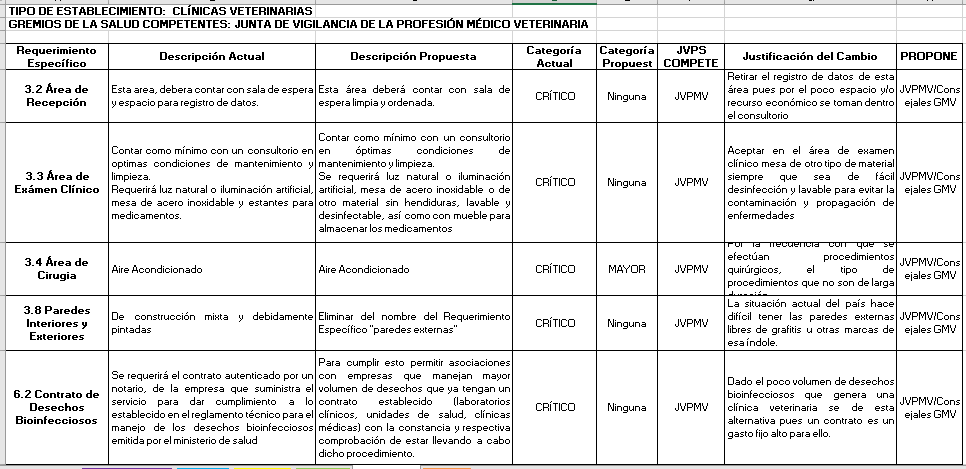 TIPO DE ESTABLECIMIENTO:  CLÍNICAS VETERINARIAS
GREMIOS DE LA SALUD COMPETENTES: JUNTA DE VIGILANCIA DE LA PROFESIÓN MÉDICO VETERINARIA
Requerimiento
Específico
Descripción Actual
Descripción Propuesta
Categoría
Actual
Categoría
Propuest
JVPS
COMPETE
Justificación del Cambio
PROPONE
3.2 Área de
Recepción
Esta area, debera contar con sala de espera
y espacio para registro de datos.
Esta área deberá contar con sala de
espera limpia y ordenada.
CRÍTICO
Ninguna
JVPMV
Retirar el registro de datos de esta
área pues por el poco espacio y/o
recurso económico se toman dentro
el consultorio
JVPMV/Cons
ejales GMV
3.3 Área de
Exámen Clínico
Contar como mínimo con un consultorio en
optimas condiciones de mantenimiento y
limpieza.
Requerirá luz natural o iluminación artificial,
mesa de acero inoxidable y estantes para
medicamentos.
Contar como mínimo con un consultorio
en óptimas condiciones de
mantenimiento y limpieza.
Se requerirá luz natural o iluminación
artificial, mesa de acero inoxidable o de
otro material sin hendiduras, lavable y
desinfectable, así como con mueble para
almacenar los medicamentos
CRÍTICO
Ninguna
JVPMV
Aceptar en el área de examen
clínico mesa de otro tipo de material
siempre que sea de fácil
desinfección y lavable para evitar la
contaminación y propagación de
enfermedades
JVPMV/Cons
ejales GMV
3.4 Área de
Cirugia
Aire Acondicionado
Aire Acondicionado
CRÍTICO
MAYOR
JVPMV
Por la frecuencia con que se
efectúan procedimientos
quirúrgicos, el tipo de
procedimientos que no son de larga
duración
JVPMV/Cons
ejales GMV
3.8 Paredes
Interiores y
Exteriores
De construcción mixta y debidamente
pintadas
Eliminar del nombre del Requerimiento
Específico "paredes externas"
CRÍTICO
Ninguna
JVPMV
La situación actual del país hace
difícil tener las paredes externas
libres de grafitis u otras marcas de
esa índole.
JVPMV/Cons
ejales GMV
6.2 Contrato de
Desechos
Bioinfecciosos
Se requerirá el contrato autenticado por un
notario, de la empresa que suministra el
servicio para dar cumplimiento a lo
establecido en el reglamento técnico para el
manejo de los desechos bioinfecciosos
emitida por el ministerio de salud
Para cumplir esto permitir asociaciones
con empresas que manejan mayor
volumen de desechos que ya tengan un
contrato establecido (laboratorios
clínicos, unidades de salud, clínicas
médicas) con la constancia y respectiva
comprobación de estar llevando a cabo
dicho procedimiento.
CRÍTICO
Ninguna
JVPMV
Dado el poco volumen de desechos
bioinfecciosos que genera una
clínica veterinaria se de esta
alternativa pues un contrato es un
gasto fijo alto para ello.
JVPMV/Cons
ejales GMV